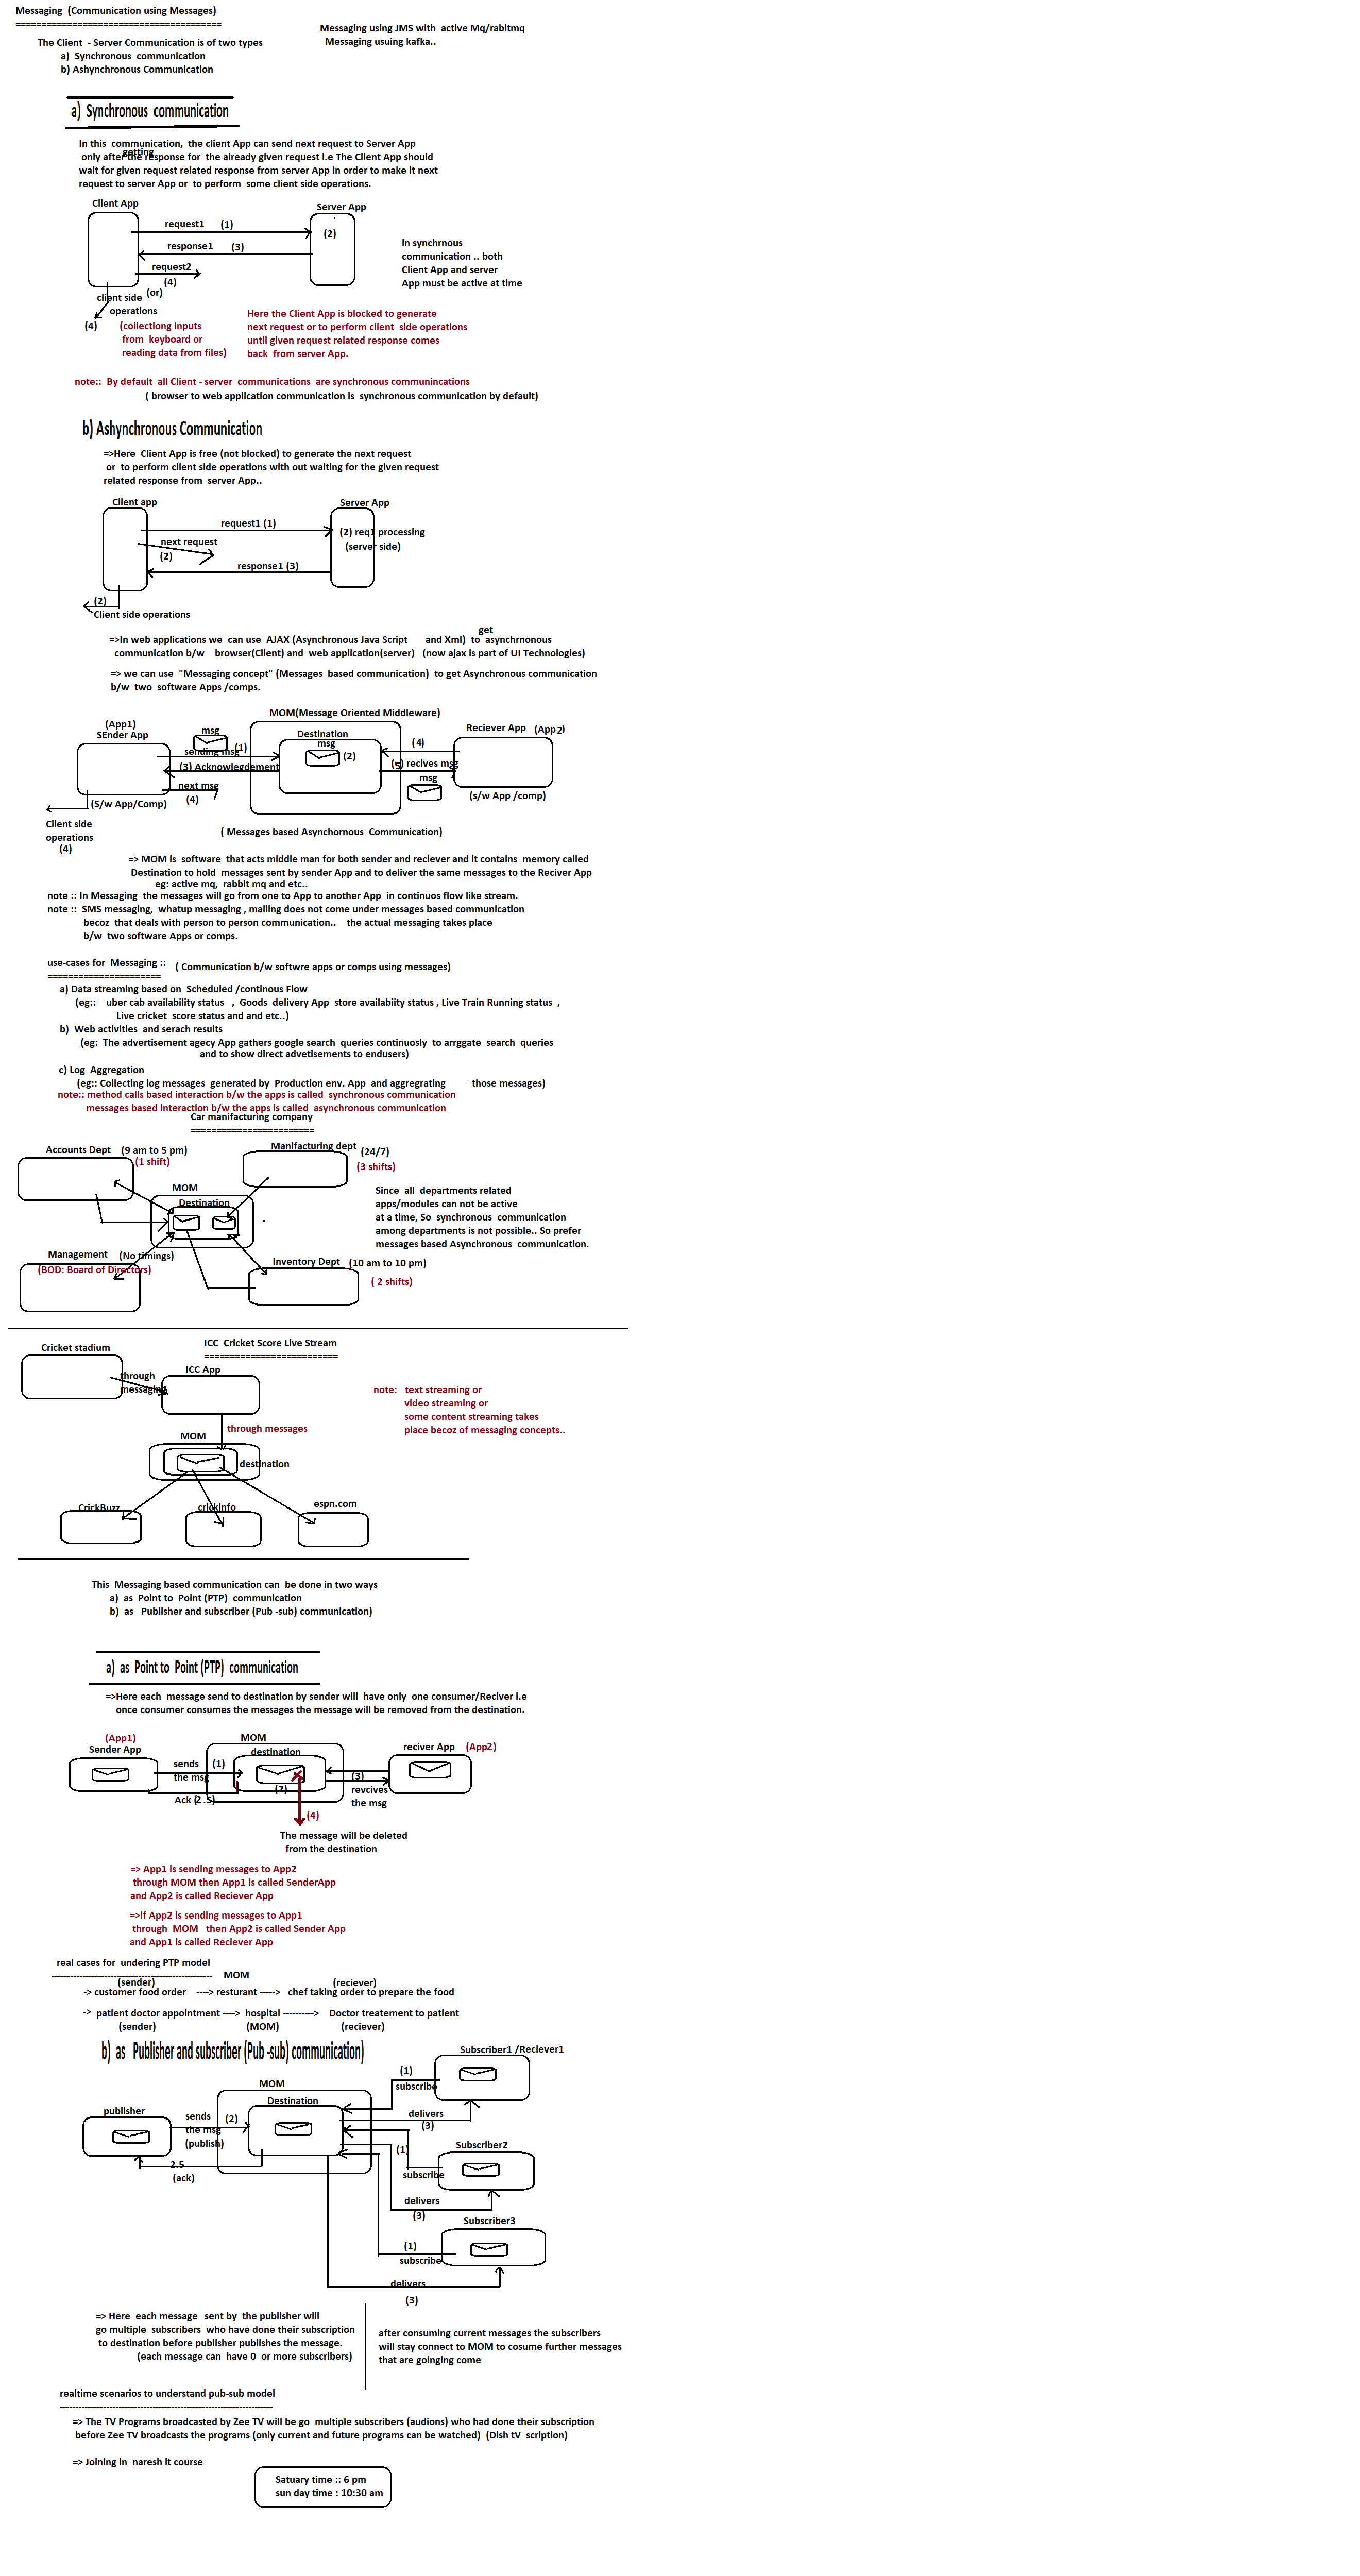 Messaging (Communication using Messages)
========================================
Messaging using JMS with active Mq/rabitmq
Messaging usuing kafka..
The Client - Server Communication is of two types
a) Synchronous communication
b) Ashynchronous Communication
a) Synchronous communication
In this communication, the client App can send next request to Server App
getting
only after the response for the already given request i.e The Client App should
wait for given request related response from server App in order to make it next
request to server App or to perform some client side operations.
Client App
Server App
request1 (1)
(2)
response1 (3)
request2
(4)
(or)
client side
operations
(4)
(collectiong inputs
from keyboard or
reading data from files)
in synchrnous
communication .. both
Client App and server
App must be active at time
Here the Client App is blocked to generate
next request or to perform client side operations
until given request related response comes
back from server App.
note:: By default all Client - server communications are synchronous communincations
( browser to web application communication is synchronous communication by default)
b) Ashynchronous Communication
=>Here Client App is free (not blocked) to generate the next request
or to perform client side operations with out waiting for the given request
related response from server App..
Client app
Server App
request1 (1)
(2) req1 processing
(server side)
next request
(2)
response1 (3)
(2)
Client side operations
get
=>In web applications we can use AJAX (Asynchronous Java Script and Xml) to asynchrnonous
communication b/w browser(Client) and web application(server) (now ajax is part of UI Technologies)
=> we can use "Messaging concept" (Messages based communication) to get Asynchronous communication
b/w two software Apps /comps.
MOM(Message Oriented Middleware)
(App1)
SEnder App
msg
sending msg
(1)
Destination
msg
(2)
Reciever App (App2)
(4)
(3) Acknowlegdement
(5) recives msg
msg
next msg
(4)
(S/w App/Comp)
(s/w App /comp)
Client side
operations
(4)
( Messages based Asynchornous Communication)
=> MOM is software that acts middle man for both sender and reciever and it contains memory called
Destination to hold messages sent by sender App and to deliver the same messages to the Reciver App
eg: active mq, rabbit mq and etc..
note :: In Messaging the messages will go from one to App to another App in continuos flow like stream.
note :: SMS messaging, whatup messaging , mailing does not come under messages based communication
becoz that deals with person to person communication.. the actual messaging takes place
b/w two software Apps or comps.
use-cases for Messaging :: ( Communication b/w softwre apps or comps using messages)
======================
a) Data streaming based on Scheduled /continous Flow
(eg:: uber cab availability status , Goods delivery App store availabiity status , Live Train Running status ,
Live cricket score status and and etc..)
b) Web activities and serach results
(eg: The advertisement agecy App gathers google search queries continuosly to arrggate search queries
and to show direct advetisements to endusers)
c) Log Aggregation
(eg:: Collecting log messages generated by Production env. App and aggregrating those messages)
note:: method calls based interaction b/w the apps is called synchronous communication
messages based interaction b/w the apps is called asynchronous communication
Car manifacturing company
========================
Accounts Dept (9 am to 5 pm)
(1 shift)
Manifacturing dept (24/7)
(3 shifts)
MOM
Destination
Since all departments related
apps/modules can not be active
at a time, So synchronous communication
among departments is not possible.. So prefer
messages based Asynchronous communication.
Management (No timings)
(BOD: Board of Directors)
Inventory Dept (10 am to 10 pm)
( 2 shifts)
ICC Cricket Score Live Stream
==========================
Cricket stadium
through
messaging
ICC App
through messages
note: text streaming or
video streaming or
some content streaming takes
place becoz of messaging concepts..
MOM
destination
CrickBuzz
crickinfo
espn.com
This Messaging based communication can be done in two ways
a) as Point to Point (PTP) communication
b) as Publisher and subscriber (Pub -sub) communication)
a) as Point to Point (PTP) communication
=>Here each message send to destination by sender will have only one consumer/Reciver i.e
once consumer consumes the messages the message will be removed from the destination.
(App1)
Sender App
MOM
destination
reciver App (App2)
sends (1)
the msg
(2)
(3)
revcives
the msg
Ack (2 .5)
(4)
The message will be deleted
from the destination
=> App1 is sending messages to App2
through MOM then App1 is called SenderApp
and App2 is called Reciever App
=>if App2 is sending messages to App1
through MOM then App2 is called Sender App
and App1 is called Reciever App
real cases for undering PTP model
----------------------------------------------------
(sender)
MOM
(reciever)
-> customer food order ----> resturant -----> chef taking order to prepare the food
-> patient doctor appointment ----> hospital ----------> Doctor treatement to patient
(sender) (MOM) (reciever)
b) as Publisher and subscriber (Pub -sub) communication)
Subscriber1 /Reciever1
(1)
subscribe
MOM
Destination
publisher
sends (2)
the msg
(publish)
delivers
(3)
2.5
(ack)
(1)
subscribe
Subscriber2
delivers
(3)
Subscriber3
(1)
subscribe
delivers
(3)
=> Here each message sent by the publisher will
go multiple subscribers who have done their subscription
to destination before publisher publishes the message.
(each message can have 0 or more subscribers)
after consuming current messages the subscribers
will stay connect to MOM to cosume further messages
that are goinging come
realtime scenarios to understand pub-sub model
---------------------------------------------------------------------
=> The TV Programs broadcasted by Zee TV will be go multiple subscribers (audions) who had done their subscription
before Zee TV broadcasts the programs (only current and future programs can be watched) (Dish tV scription)
=> Joining in naresh it course
Satuary time :: 6 pm
sun day time : 10:30 am